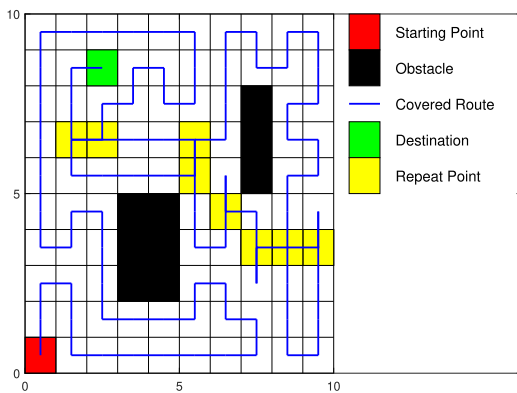 10
Starting Point
Obstacle
Covered Route
Destination
Repeat Point
5
0
0
5
10